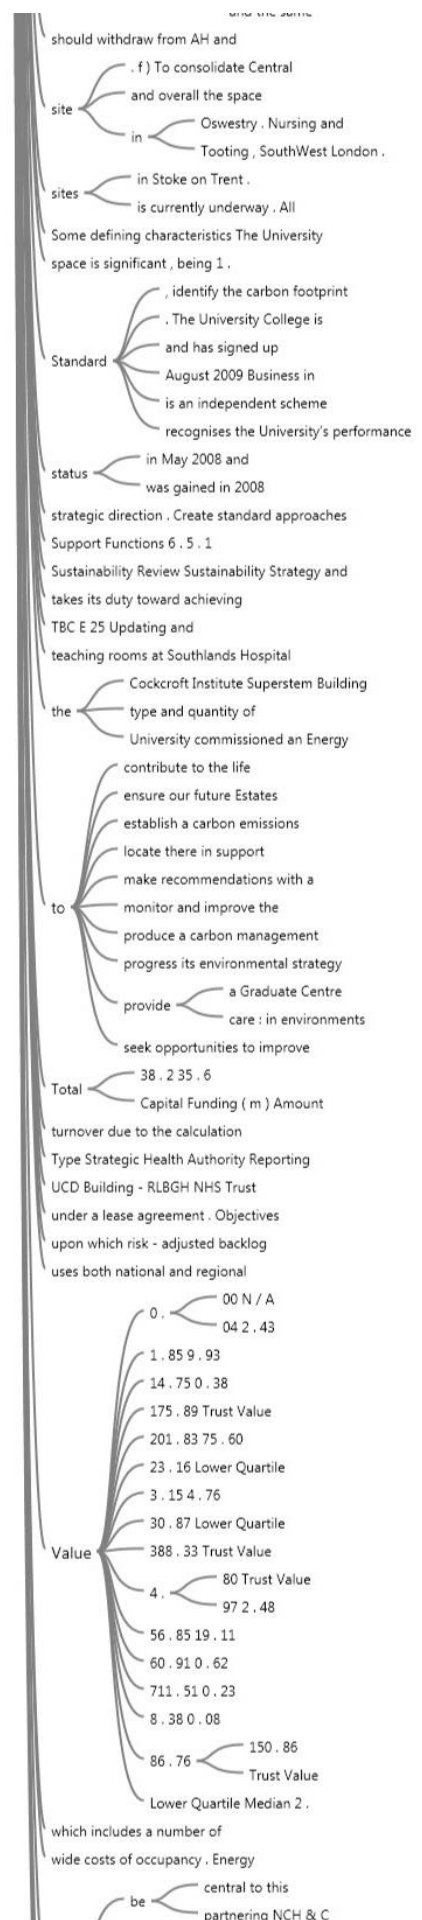 and the same
should withdraw from AH and
site
. f ) To consolidate Central
and overall the space
in
Oswestry . Nursing and
Tooting , SouthWest London .
sites
in Stoke on Trent .
is currently underway . All
Some defining characteristics The University
space is significant , being 1 .
Standard
, identify the carbon footprint
. The University College is
and has signed up
August 2009 Business in
is an independent scheme
recognises the University's performance
status
in May 2008 and
was gained in 2008
strategic direction . Create standard approaches
Support Functions 6 . 5 . 1
Sustainability Review Sustainability Strategy and
takes its duty toward achieving
TBC E 25 Updating and
teaching rooms at Southlands Hospital
the
Cockcroft Institute Superstem Building
type and quantity of
University commissioned an Energy
to
contribute to the life
ensure our future Estates
establish a carbon emissions
locate there in support
make recommendations with a
monitor and improve the
produce a carbon management
progress its environmental strategy
provide
a Graduate Centre
care : in environments
seek opportunities to improve
Total
38 . 2 35 . 6
Capital Funding ( m ) Amount
turnover due to the calculation
Type Strategic Health Authority Reporting
UCD Building - RLBGH NHS Trust
under a lease agreement . Objectives
upon which risk - adjusted backlog
uses both national and regional
Value
0 .
00 N / A
04 2 . 43
1 . 85 9 . 93
14 . 75 0 . 38
175 . 89 Trust Value
201 . 83 75 . 60
23 . 16 Lower Quartile
3 . 15 4 . 76
30 . 87 Lower Quartile
388 . 33 Trust Value
4 .
80 Trust Value
97 2 . 48
56 . 85 19 . 11
60 . 91 0 . 62
711 . 51 0 . 23
8 . 38 0 . 08
86 . 76
150 . 86
Trust Value
Lower Quartile Median 2 .
which includes a number of
wide costs of occupancy . Energy
be
central to this
partnering NCH & C